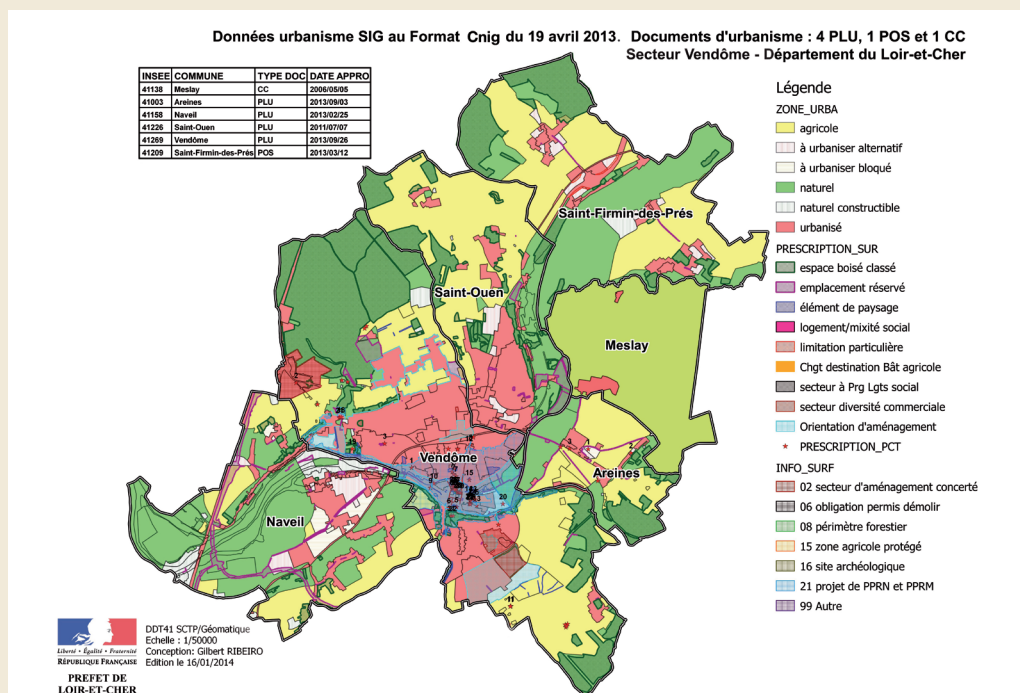 Données urbanisme SIG au Format Cnig du 19 avril 2013. Documents d'urbanisme : 4 PLU, 1 POS et 1 CC
Secteur Vendôme - Département du Loir-et-Cher
INSEE COMMUNE TYPE DOC DATE APPRO
41138 Meslay CC 2006/05/05
41003 Areines PLU 2013/09/03
41158 Naveil PLU 2013/02/25
41226 Saint-Ouen PLU 2011/07/07
41269 Vendôme PLU 2013/09/26
41209 Saint-Firmin-des-Prés POS 2013/03/12
Légende
ZONE_URBA
agricole
à urbaniser alternatif
à urbaniser bloqué
naturel
naturel constructible
urbanisé
PRESCRIPTION_SUR
espace boisé classé
emplacement réservé
élément de paysage
logement/mixité social
limitation particulière
Chgt destination Bât agricole
secteur à Prg Lgts social
secteur diversité commerciale
Orientation d'aménagement
PRESCRIPTION_PCT
INFO_SURF
02 secteur d'aménagement concerté
06 obligation permis démolir
08 périmètre forestier
15 zone agricole protégé
16 site archéologique
21 projet de PPRN et PPRM
99 Autre
Saint-Firmin-des-Prés
Saint-Ouen
Meslay
Vendôme
Areines
Naveil
Liberté • Égalité • Fraternité
RÉPUBLIQUE FRANÇAISE
PREFET DE
LOIR-ET-CHER
DDT41 SCTP/Géomatique
Echelle : 1/50000
Conception: Gilbert RIBEIRO
Edition le 16/01/2014